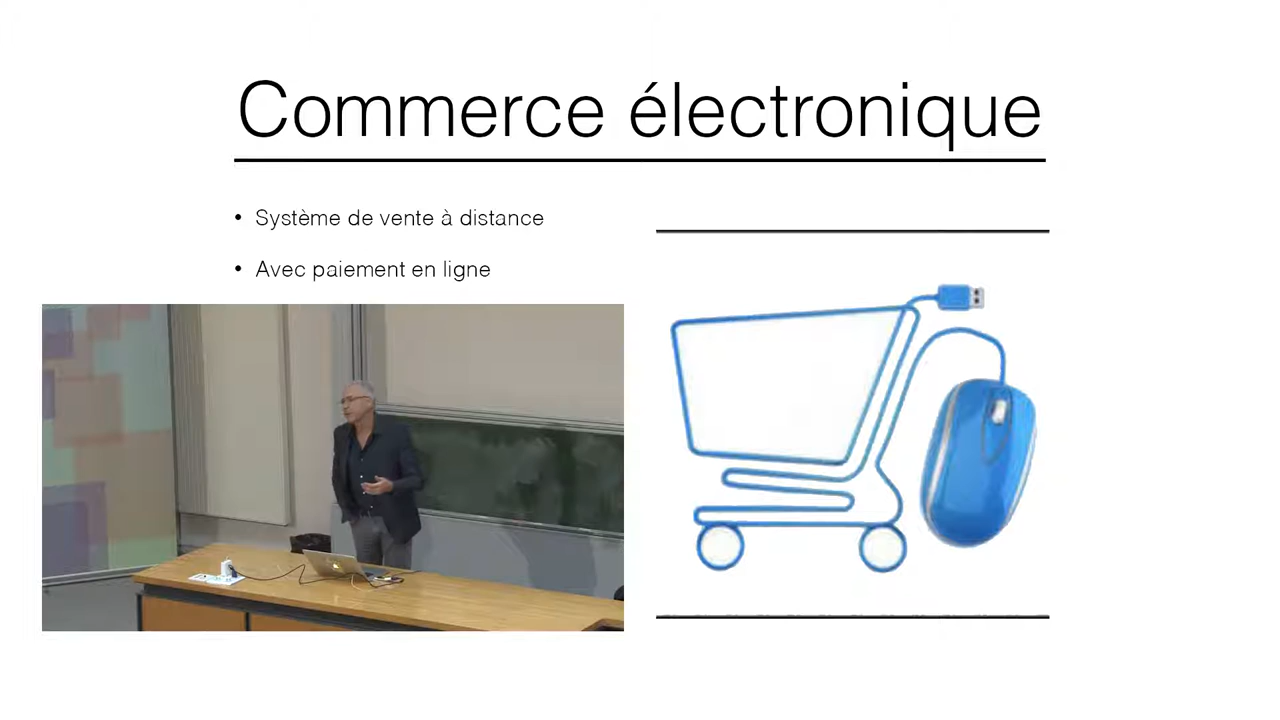 Commerce électronique
• Système de vente à distance
• Avec paiement en ligne